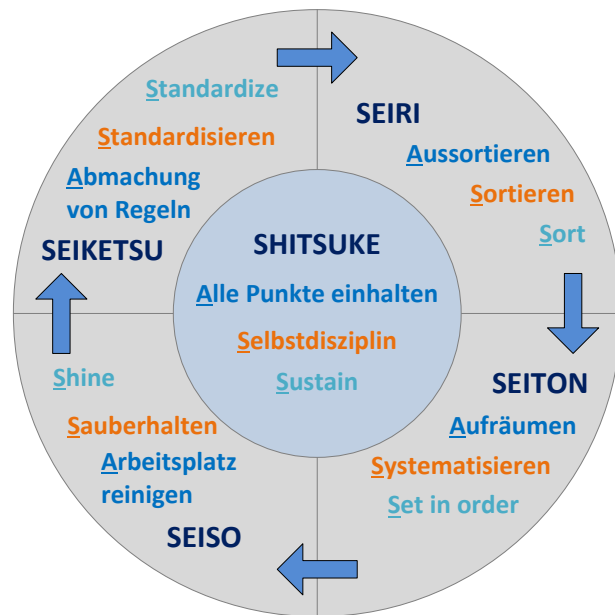 SEIRI
Aussortieren
Sortieren
Sort
SEITON
Aufräumen
Systematisieren
Set in order
Shine
Sauberhalten
Arbeitsplatz
reinigen
SEISO
Standardize
Standardisieren
Abmachung
von Regeln
SEIKETSU
SHITSUKE
Alle Punkte einhalten
Selbstdisziplin
Sustain